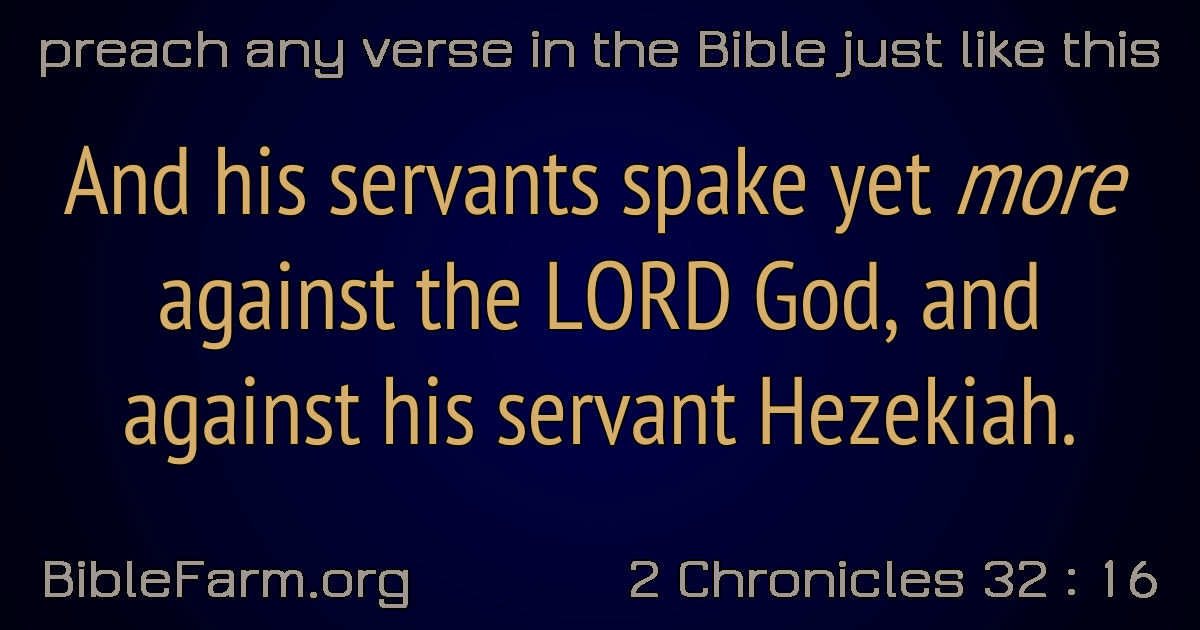 preach any verse in the Bible just like this
And his servants spake yet more
against the LORD God, and
against his servant Hezekiah.
BibleFarm.org
2 Chronicles 32 : 16